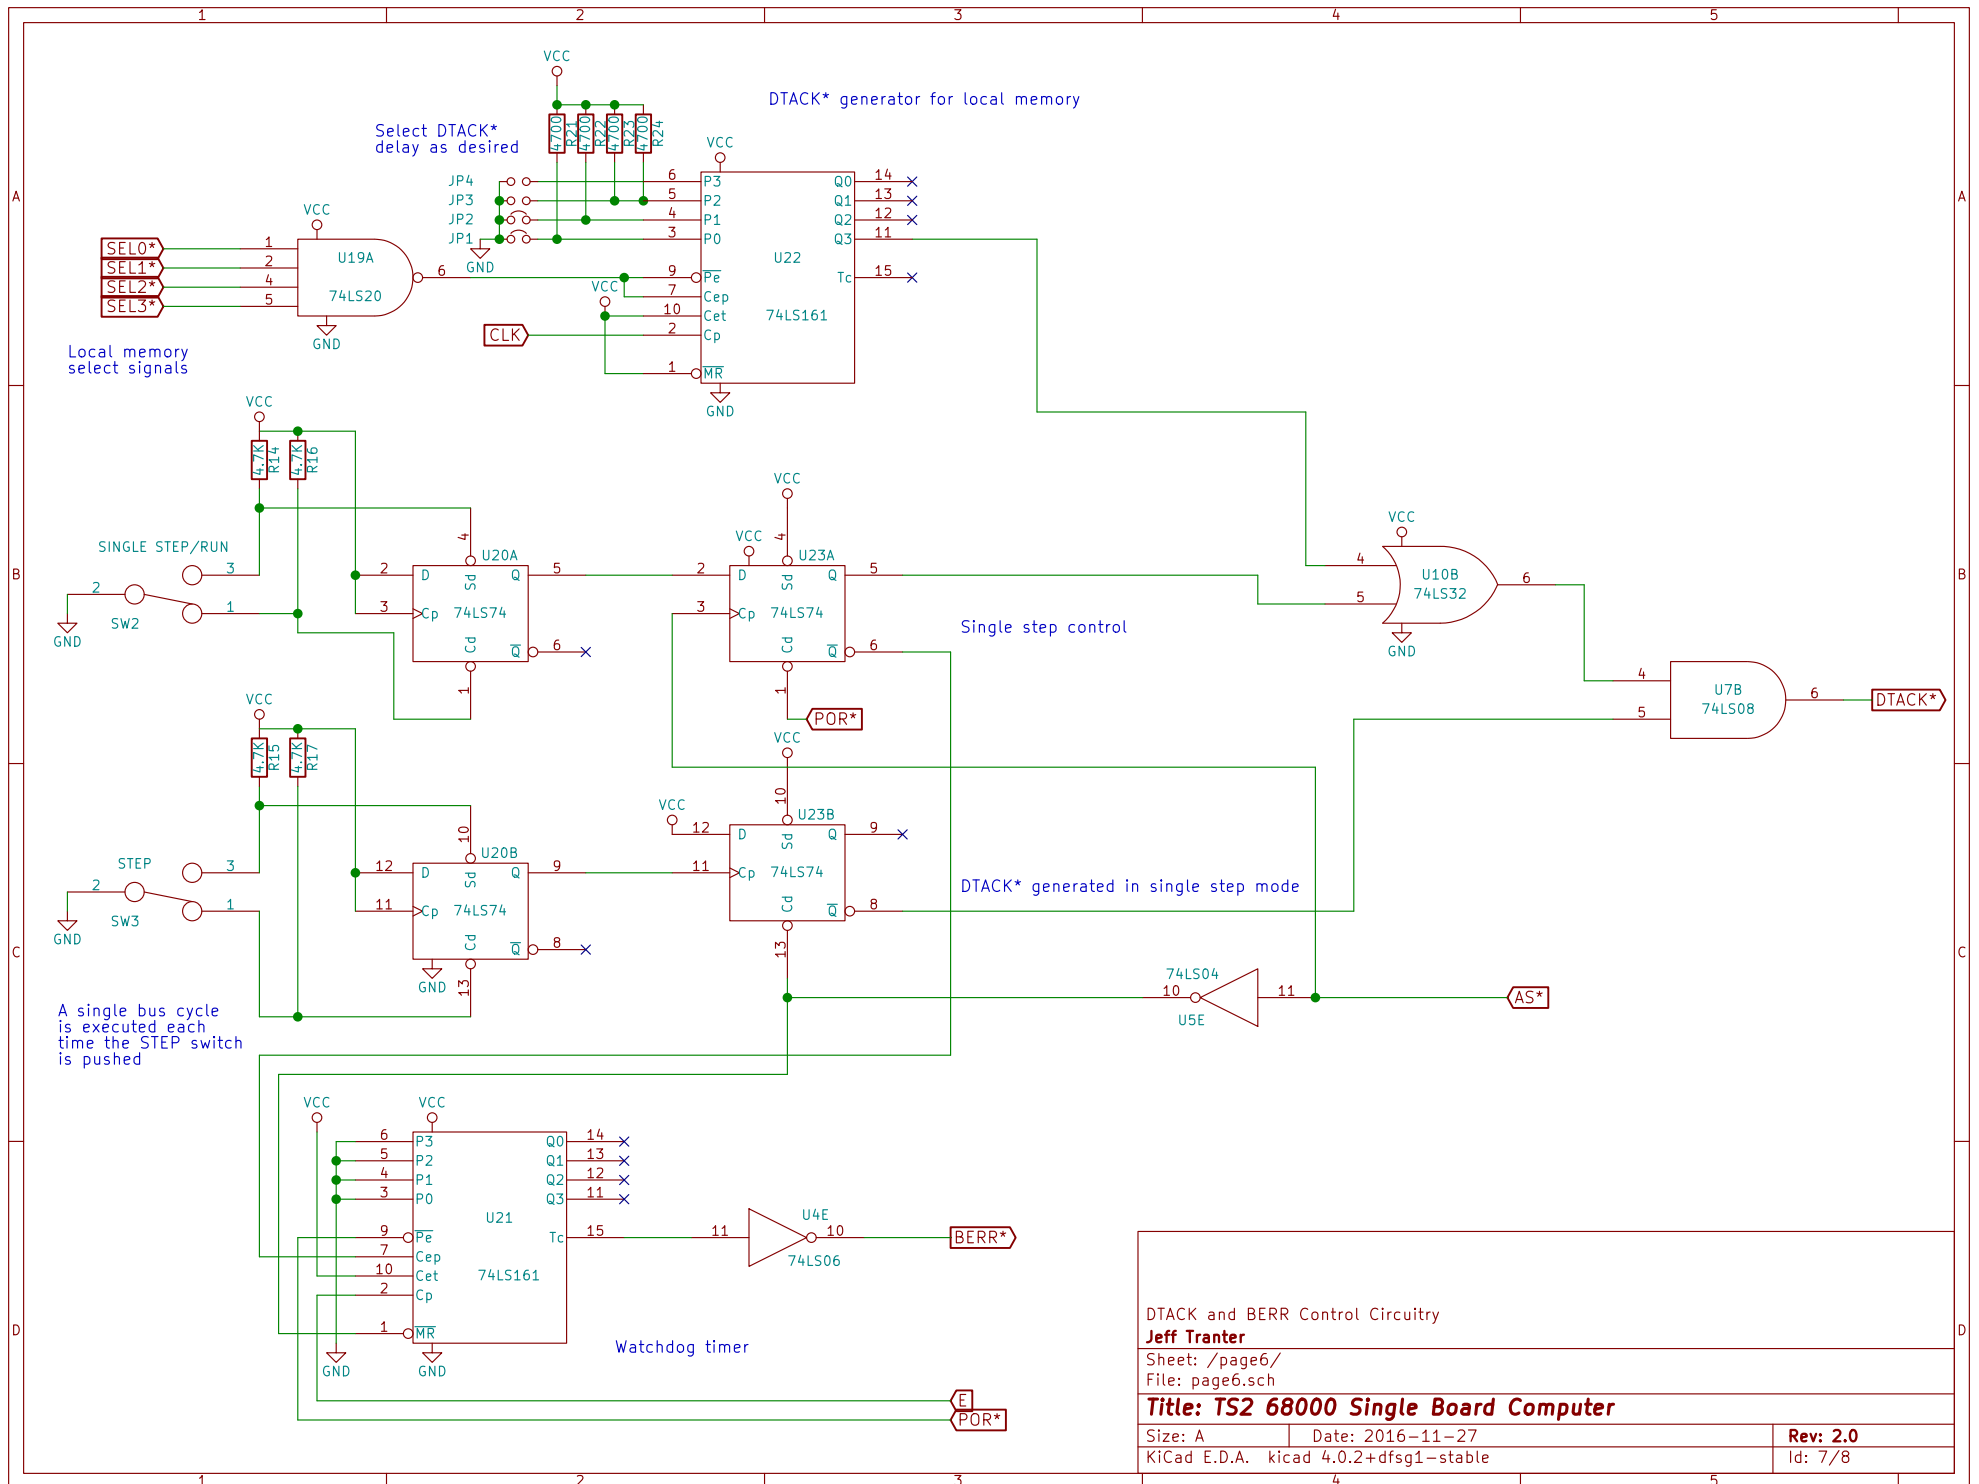 1 2 3 4 5
A
B
C
D
VCC
DTACK* generator for local memory
Select DTACK*
delay as desired
4700 R21
4700 R22
4700 R23
4700 R24
VCC
JP4
JP3
JP2
JP1
GND
6 P3
5 P2
4 P1
3 P0
9 Pe
7 Cep
10 Cet
2 Cp
1 MR
Q0 14
Q1 13
Q2 12
Q3 11
Tc 15
U22
74LS161
GND
VCC
CLK
VCC
SEL0* 1
SEL1* 2
SEL2* 4
SEL3* 5
U19A
74LS20
6
GND
Local memory
select signals
VCC
4.7K R14
4.7K R16
SINGLE STEP/RUN
3
2
1
SW2
GND
4
U20A
2 D Sd Q 5
3 Cp 74LS74
Cd Q 6
1
VCC
VCC
4
U23A
2 D Sd Q 5
3 Cp 74LS74
Cd Q 6
1
POR*
Single step control
VCC
4
5
U10B
74LS32
6
GND
4
5
U7B
74LS08
6
DTACK*
VCC
4.7K R15
4.7K R17
STEP
3
2
1
SW3
GND
10
U20B
12 D Sd Q 9
11 Cp 74LS74
Cd Q 8
GND
13
VCC
VCC
10
U23B
12 D Sd Q 9
11 Cp 74LS74
Cd Q 8
13
DTACK* generated in single step mode
74LS04
10 11
U5E
AS*
A single bus cycle
is executed each
time the STEP switch
is pushed
VCC
VCC
6 P3
5 P2
4 P1
3 P0
9 Pe
7 Cep
10 Cet
2 Cp
1 MR
Q0 14
Q1 13
Q2 12
Q3 11
Tc 15
U21
74LS161
GND
GND
11
U4E
10
74LS06
BERR*
Watchdog timer
E
POR*
DTACK and BERR Control Circuitry
Jeff Tranter
Sheet: /page6/
File: page6.sch
Title: TS2 68000 Single Board Computer
Size: A Date: 2016-11-27 Rev: 2.0
KiCad E.D.A. kicad 4.0.2+dfsg1-stable Id: 7/8
A
B
C
D
1 2 3 4 5